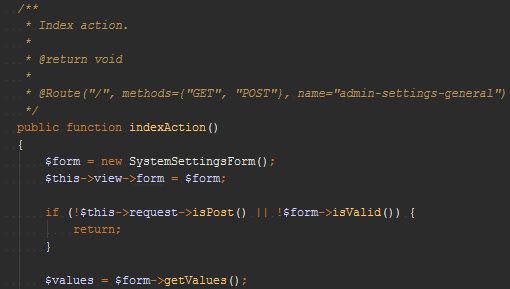 /**
 * Index action.
 *
 * @return void
 *
 * @Route("/", methods={"GET", "POST"}, name="admin-settings-general")
 */
public function indexAction()
{
    $form = new SystemSettingsForm();
    $this->view->form = $form;

    if (!$this->request->isPost() || !$form->isValid()) {
        return;
    }

    $values = $form->getValues();